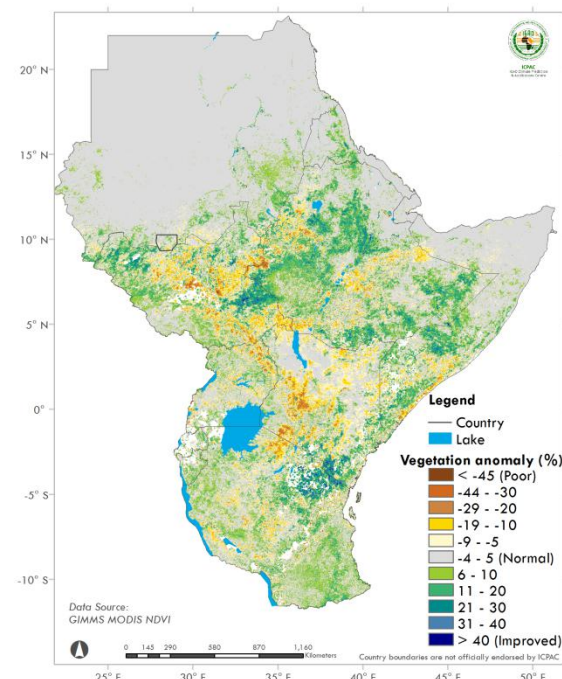 20° N
15° N
10° N
5° N
0°
-5° S
-10° S
ICPAC
Legend
Country
Lake
Vegetation anomaly (%)
< -45 (Poor)
-44 - -30
-29 - -20
-19 - -10
-9 - -5
-4 - 5 (Normal)
6 - 10
11 - 20
21 - 30
31 - 40
> 40 (Improved)
Data Source:
GIMMS MODIS NDVI
0 145 290 580 870 1,160
Kilometers
Country boundaries are not officially endorsed by ICPAC
25° E 30° E 35° E 40° E 45° E 50° E